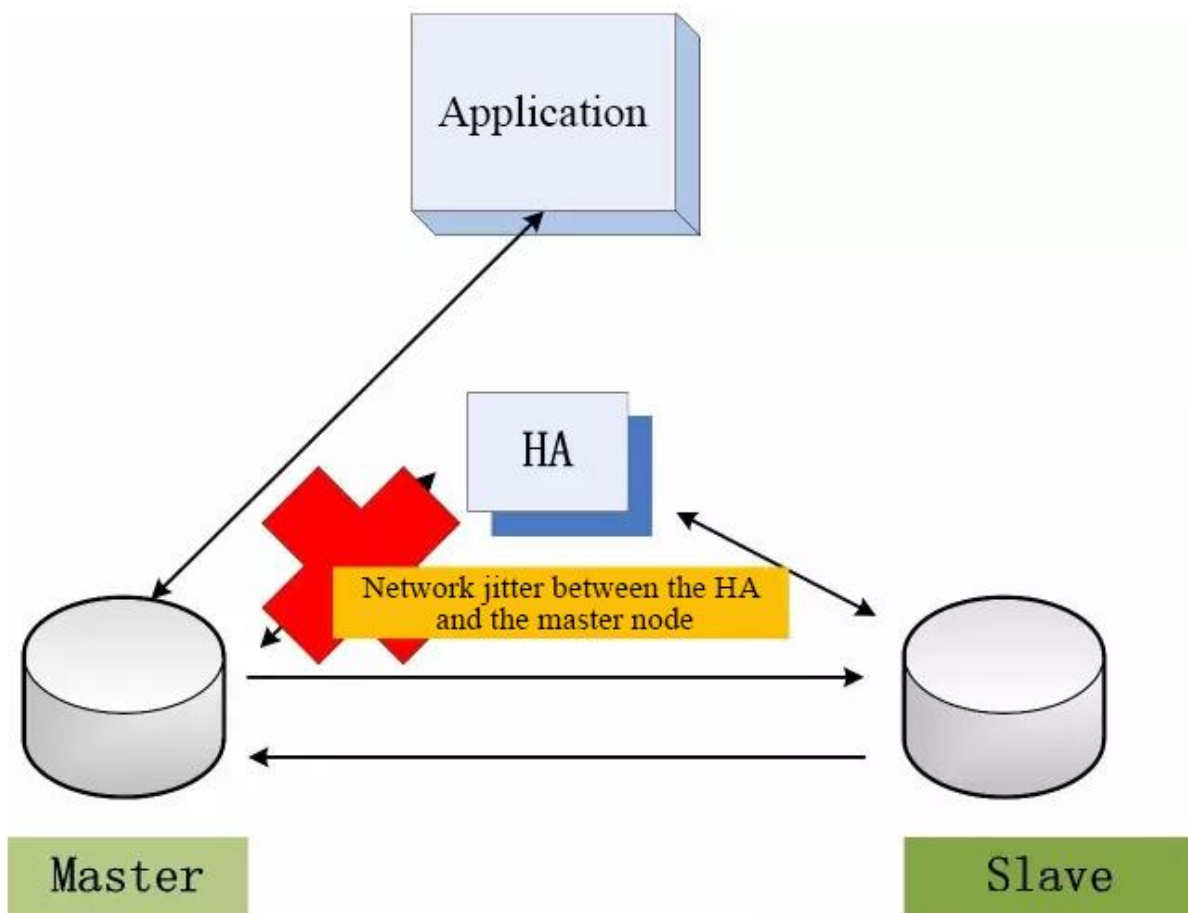 Application
HA
Network jitter between the HA
and the master node
Master
Slave